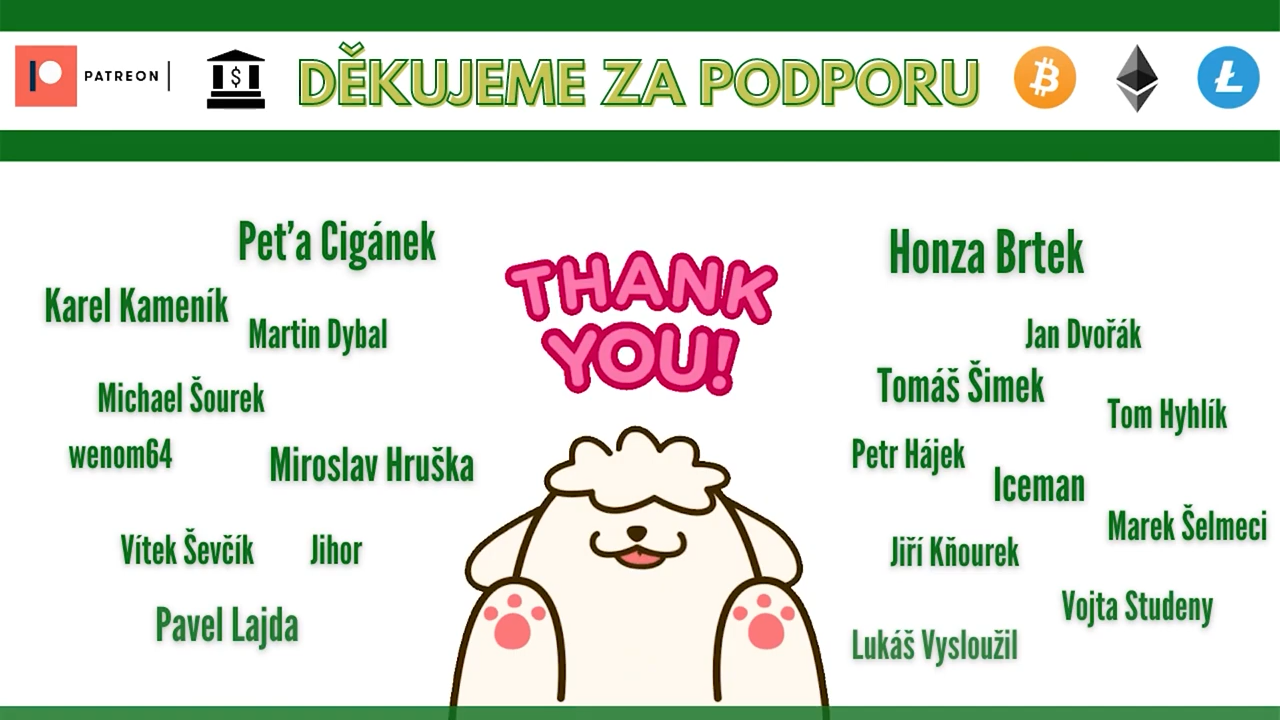 PATREON
DĚKUJEME ZA PODPORU
Peťa Cigánek
Karel Kameník
Martin Dybal
Michael Šourek
wenom64
Miroslav Hruška
Vítek Ševčík
Jihor
Pavel Lajda
THANK
YOU!
Honza Brtek
Jan Dvořák
Tomáš Šimek
Tom Hyhlík
Petr Hájek
Iceman
Marek Šelmeci
Jiří Kňourek
Vojta Studeny
Lukáš Vysloužil